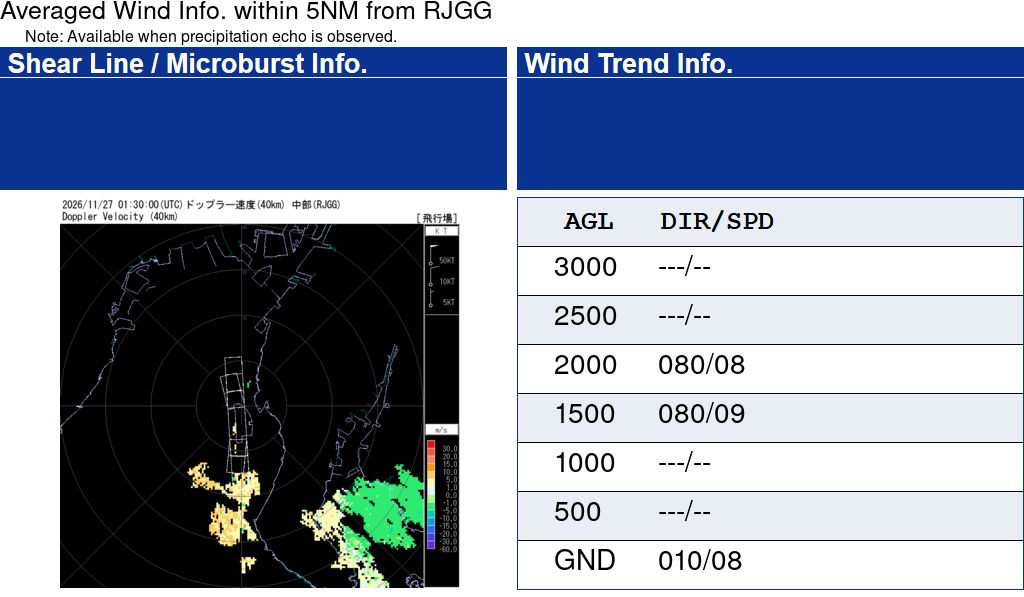 Averaged Wind Info. within 5NM from RJGG
Note: Available when precipitation echo is observed.
Shear Line / Microburst Info.
Wind Trend Info.
2026/11/27 01:30:00(UTC) ドップラー速度(40km) 中部(RJGG)
Doppler Velocity (40km)
[飛行場]
K T
50KT
10KT
5KT
m/s
30.0
20.0
15.0
10.0
5.0
1.0
0.0
-1.0
-5.0
-10.0
-15.0
-20.0
-30.0
-60.0
AGL DIR/SPD
3000 ---/--
2500 ---/--
2000 080/08
1500 080/09
1000 ---/--
500 ---/--
GND 010/08